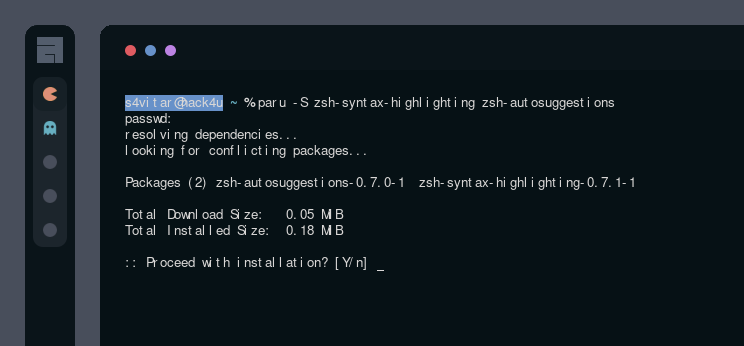 s4vitar@hack4u ~ % paru -S zsh-syntax-highlighting zsh-autosuggestions
passwd:
resolving dependencies...
looking for conflicting packages...
Packages (2) zsh-autosuggestions-0.7.0-1 zsh-syntax-highlighting-0.7.1-1
Total Download Size: 0.05 MiB
Total Installed Size: 0.18 MiB
:: Proceed with installation? [Y/n] _